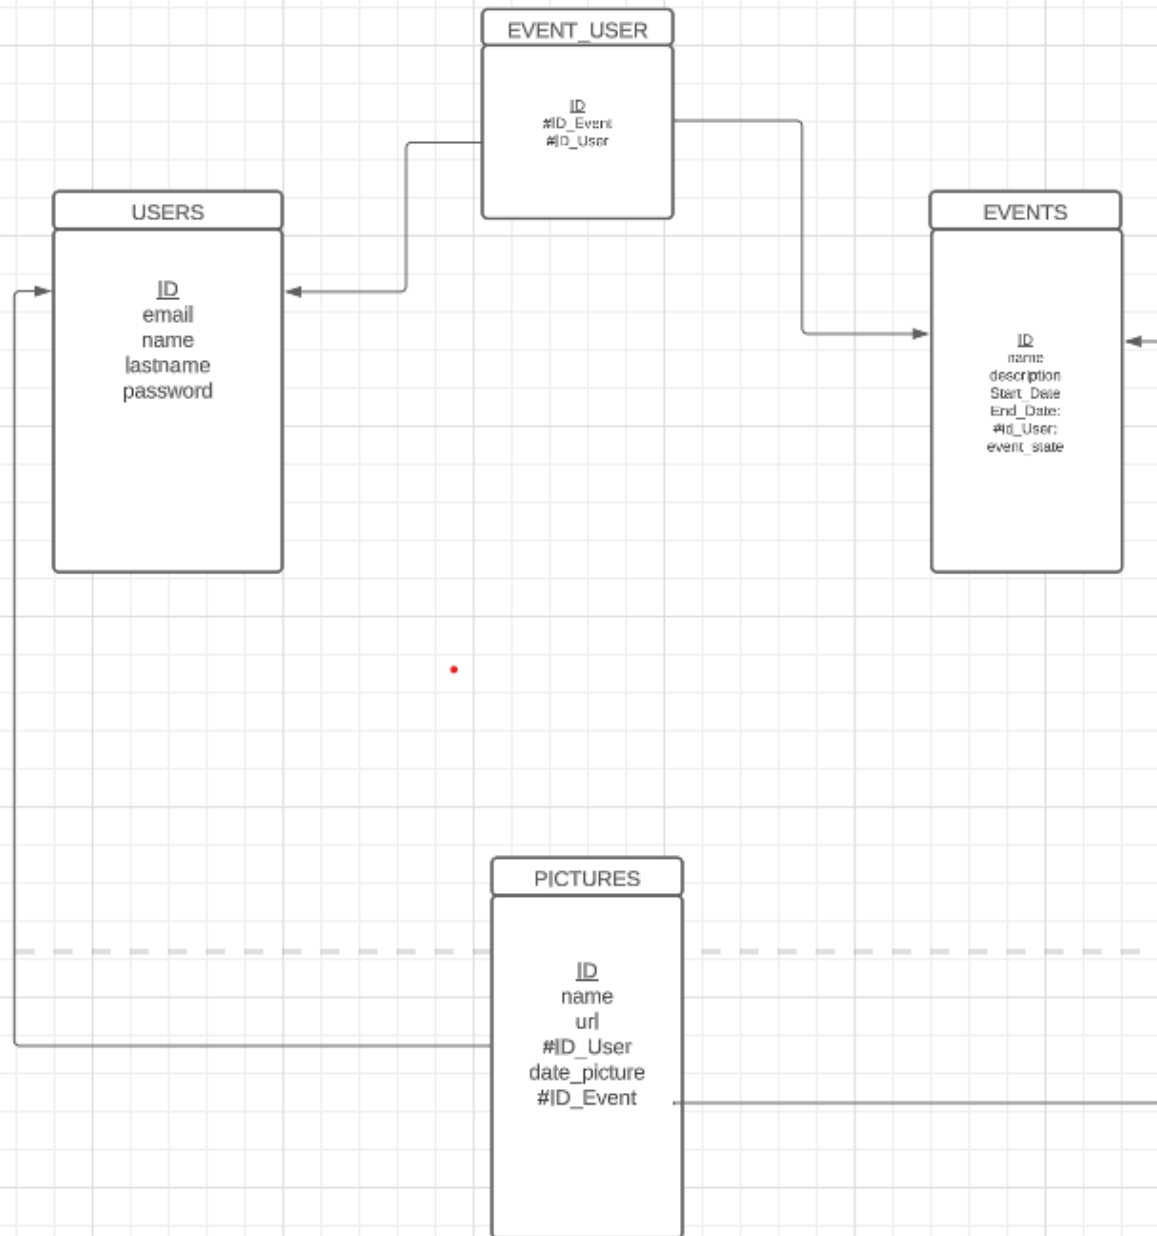 EVENT_USER
ID
#ID_Event
#ID_User
USERS
ID
email
name
lastname
password
EVENTS
ID
name
description
Start_Date
End_Date:
#id_User:
event_state
PICTURES
ID
name
url
#ID_User
date_picture
#ID_Event